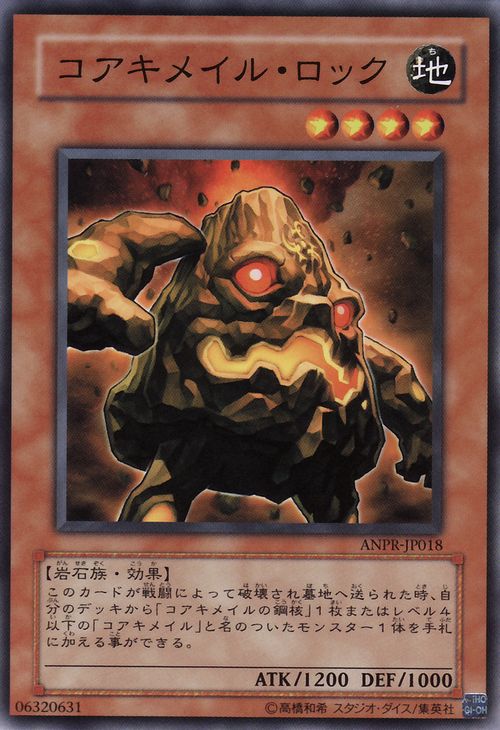 コアキメイル・ロック
ち
地
ANPR-JP018
【岩石族・効果】
このカードが戦闘によって破壊され墓地へ送られた時、自
分のデッキから「コアキメイルの鋼核」1枚またはレベル4
以下の「コアキメイル」と名のついたモンスター1体を手札
に加える事ができる。
ATK/1200 DEF/1000
06320631
©高橋和希 スタジオ・ダイス/集英社